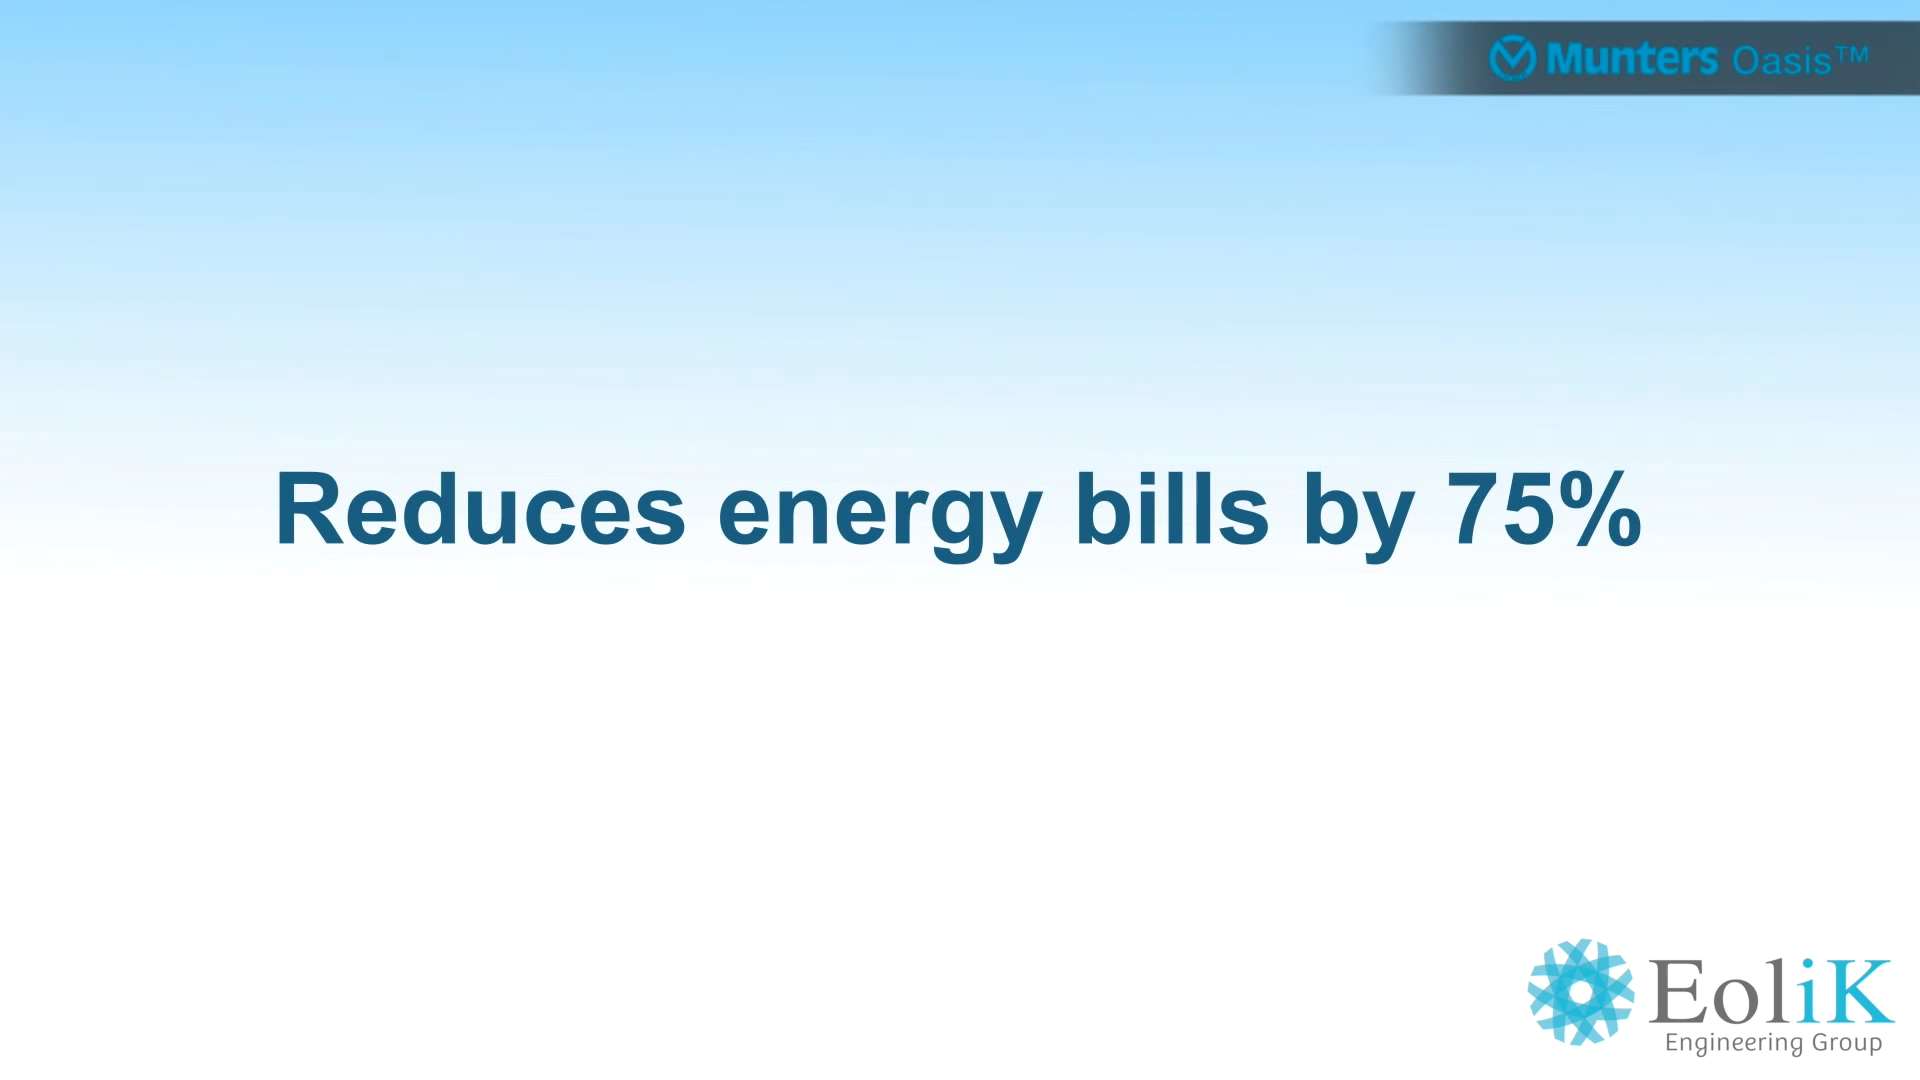 Munters Oasis™
Reduces energy bills by 75%
EoliK
Engineering Group